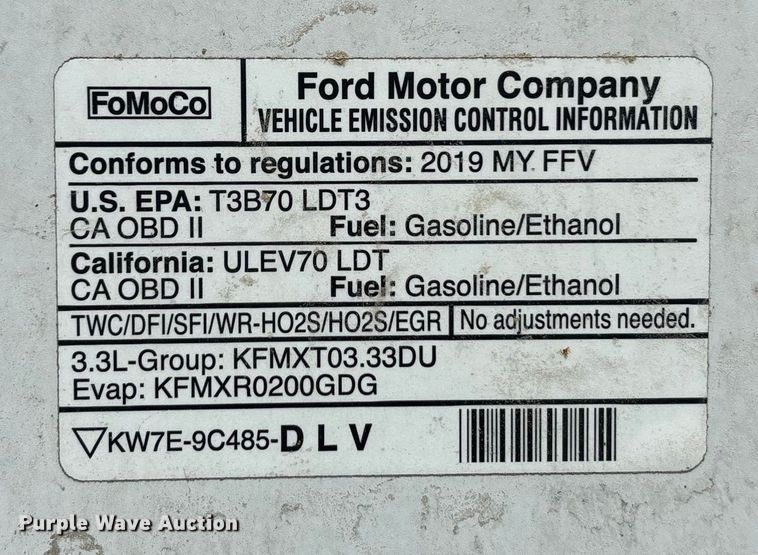 FoMoCo
Ford Motor Company
VEHICLE EMISSION CONTROL INFORMATION
Conforms to regulations: 2019 MY FFV
U.S. EPA: T3B70 LDT3
CA OBD II Fuel: Gasoline/Ethanol
California: ULEV70 LDT
CA OBD II Fuel: Gasoline/Ethanol
TWC/DFI/SFI/WR-HO2S/HO2S/EGR No adjustments needed.
3.3L-Group: KFMXT03.33DU
Evap: KFMXR0200GDG
KW7E-9C485-D L V
Purple Wave Auction